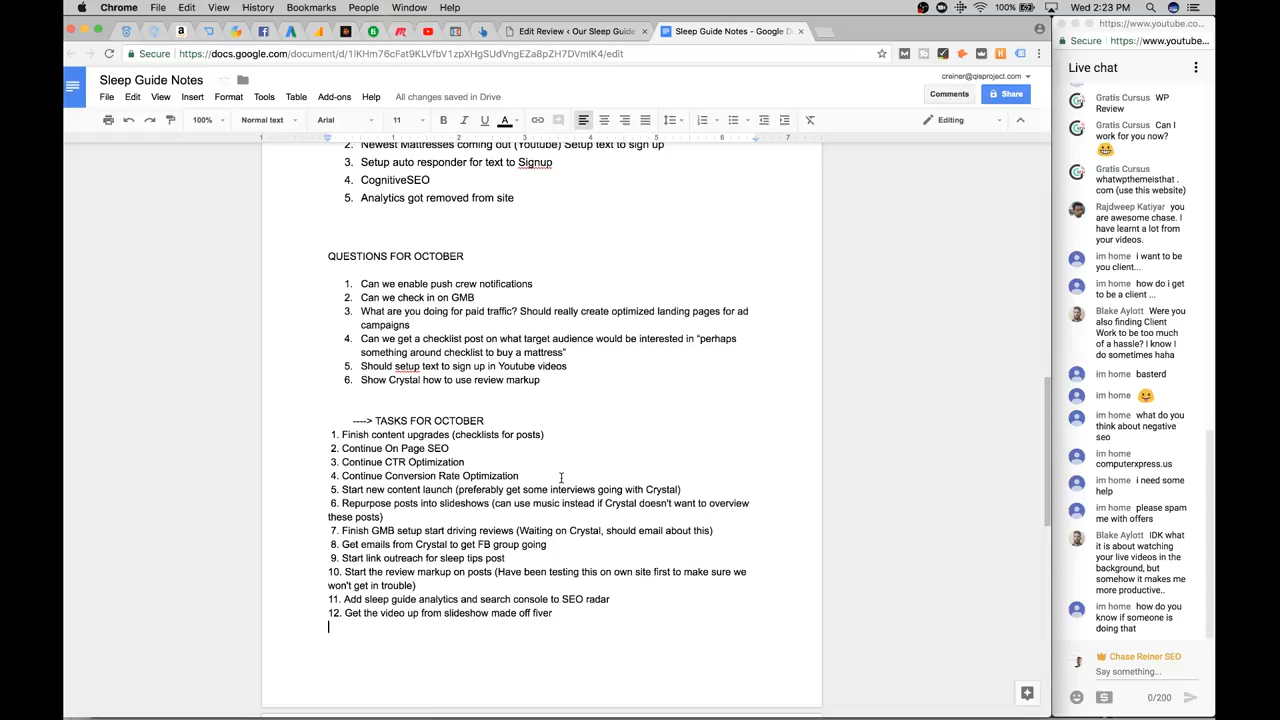 Chrome File Edit View History Bookmarks People Window Help 100% Wed 2:23 PM
Edit Review ‹ Our Sleep Guide
Sleep Guide Notes - Google D
https://www.youtube.co...
Secure https://docs.google.com/document/d/1lKHm76cFat9KLVfbV1zpXHgSUdVngEZa8pZH7DVmIK4/edit
Secure https://www.youtube...
Sleep Guide Notes
creiner@qisproject.com
File Edit View Insert Format Tools Table Add-ons Help All changes saved in Drive
Comments
Share
100% Normal text Arial 11 B I U A Editing
1 1 2 3 4 5 6 7
2. Newest Mattresses coming out (Youtube) Setup text to sign up
3. Setup auto responder for text to Signup
4. CognitiveSEO
5. Analytics got removed from site
QUESTIONS FOR OCTOBER
1. Can we enable push crew notifications
2. Can we check in on GMB
3. What are you doing for paid traffic? Should really create optimized landing pages for ad
campaigns
4. Can we get a checklist post on what target audience would be interested in "perhaps
something around checklist to buy a mattress"
5. Should setup text to sign up in Youtube videos
6. Show Crystal how to use review markup
----> TASKS FOR OCTOBER
1. Finish content upgrades (checklists for posts)
2. Continue On Page SEO
3. Continue CTR Optimization
4. Continue Conversion Rate Optimization
5. Start new content launch (preferably get some interviews going with Crystal)
6. Repurpose posts into slideshows (can use music instead if Crystal doesn't want to overview
these posts)
7. Finish GMB setup start driving reviews (Waiting on Crystal, should email about this)
8. Get emails from Crystal to get FB group going
9. Start link outreach for sleep tips post
10. Start the review markup on posts (Have been testing this on own site first to make sure we
won't get in trouble)
11. Add sleep guide analytics and search console to SEO radar
12. Get the video up from slideshow made off fiver
Live chat
Gratis Cursus WP
Review
Gratis Cursus Can I
work for you now?
Gratis Cursus
whatwpthemeisthat .
com (use this website)
Rajdweep Katiyar you
are awesome chase. I
have learnt a lot from
your videos.
im home i want to be
you client...
im home how do i get
to be a client ...
Blake Aylott Were you
also finding Client
Work to be too much
of a hassle? I know I
do sometimes haha
im home basterd
im home
im home what do you
think about negative
seo
im home
computerxpress.us
im home i need some
help
im home please spam
me with offers
Blake Aylott IDK what
it is about watching
your live videos in the
background, but
somehow it makes me
more productive..
im home how do you
know if someone is
doing that
Chase Reiner SEO
Say something...
0/200